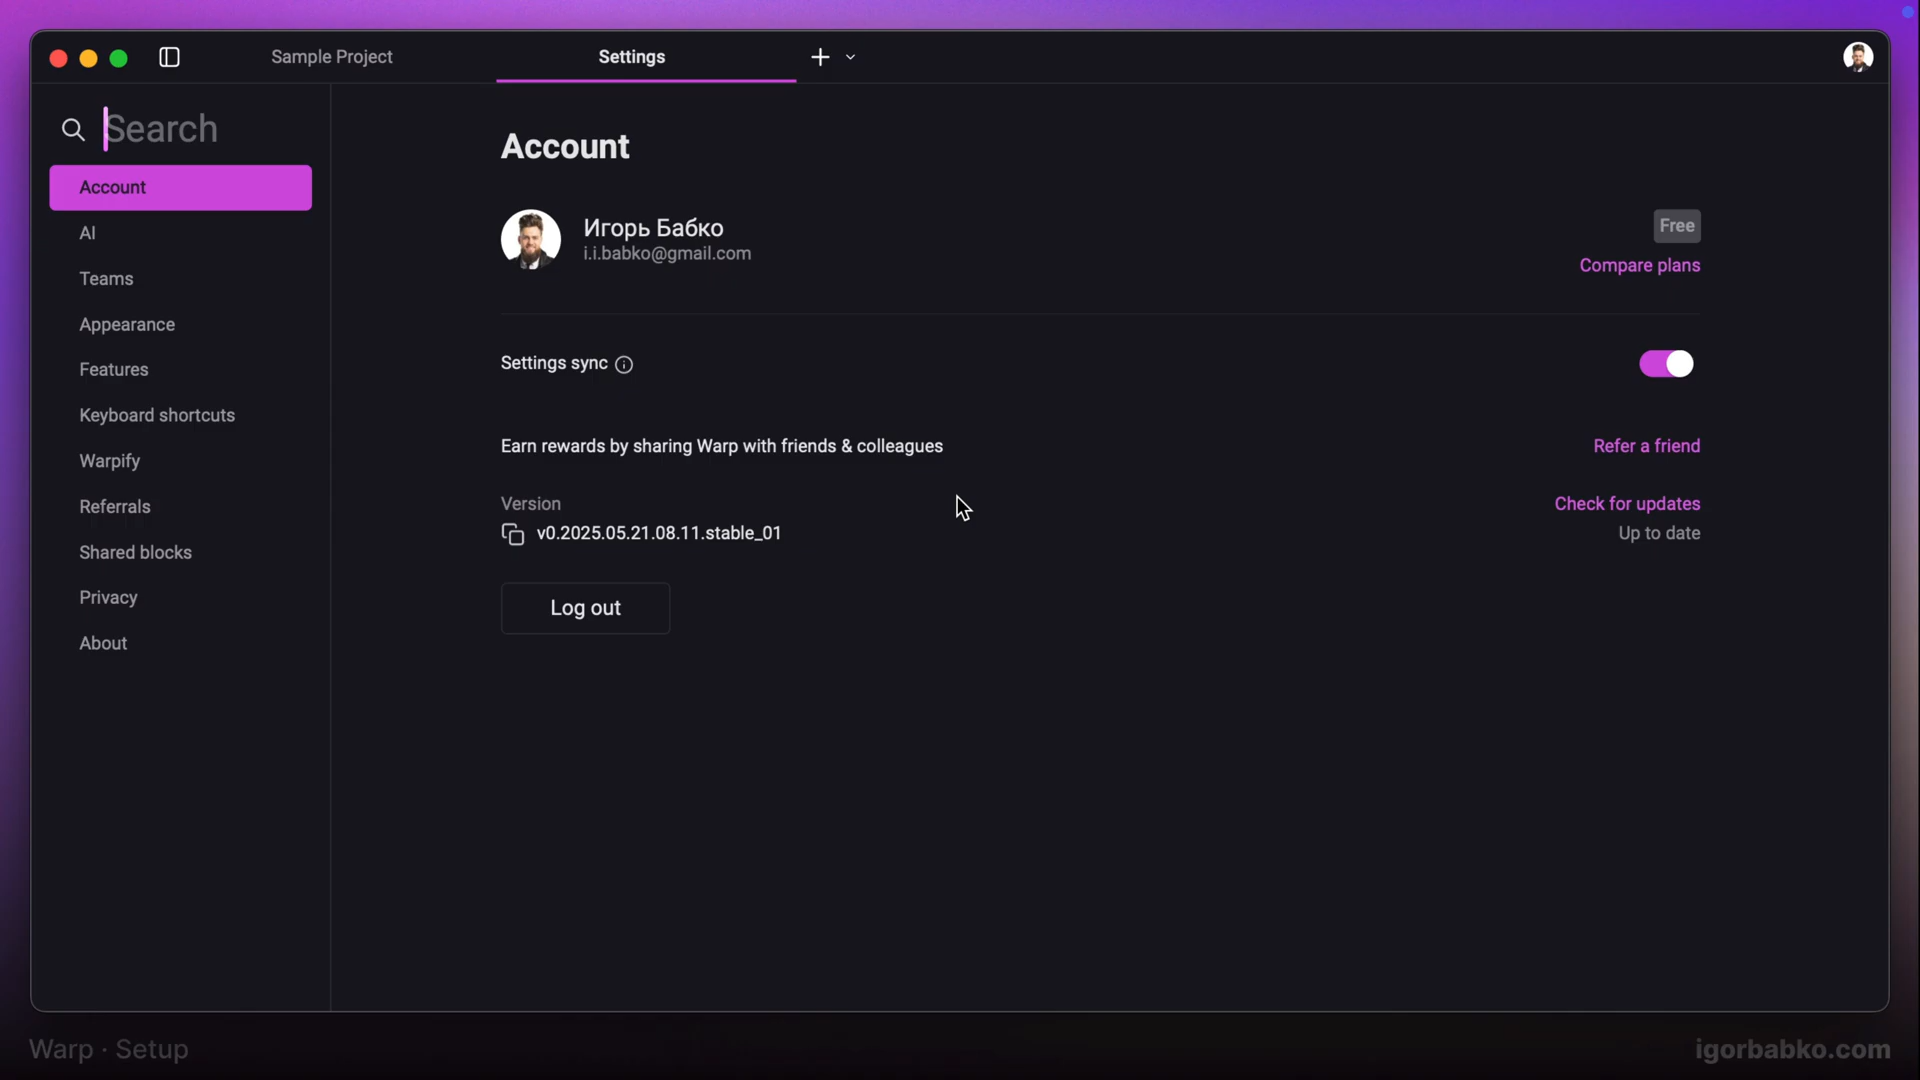 Sample Project
Settings
Search
Account
AI
Teams
Appearance
Features
Keyboard shortcuts
Warpify
Referrals
Shared blocks
Privacy
About
Account
Игорь Бабко
i.i.babko@gmail.com
Free
Compare plans
Settings sync
Earn rewards by sharing Warp with friends & colleagues
Refer a friend
Version
v0.2025.05.21.08.11.stable_01
Check for updates
Up to date
Log out
Warp · Setup
igorbabko.com